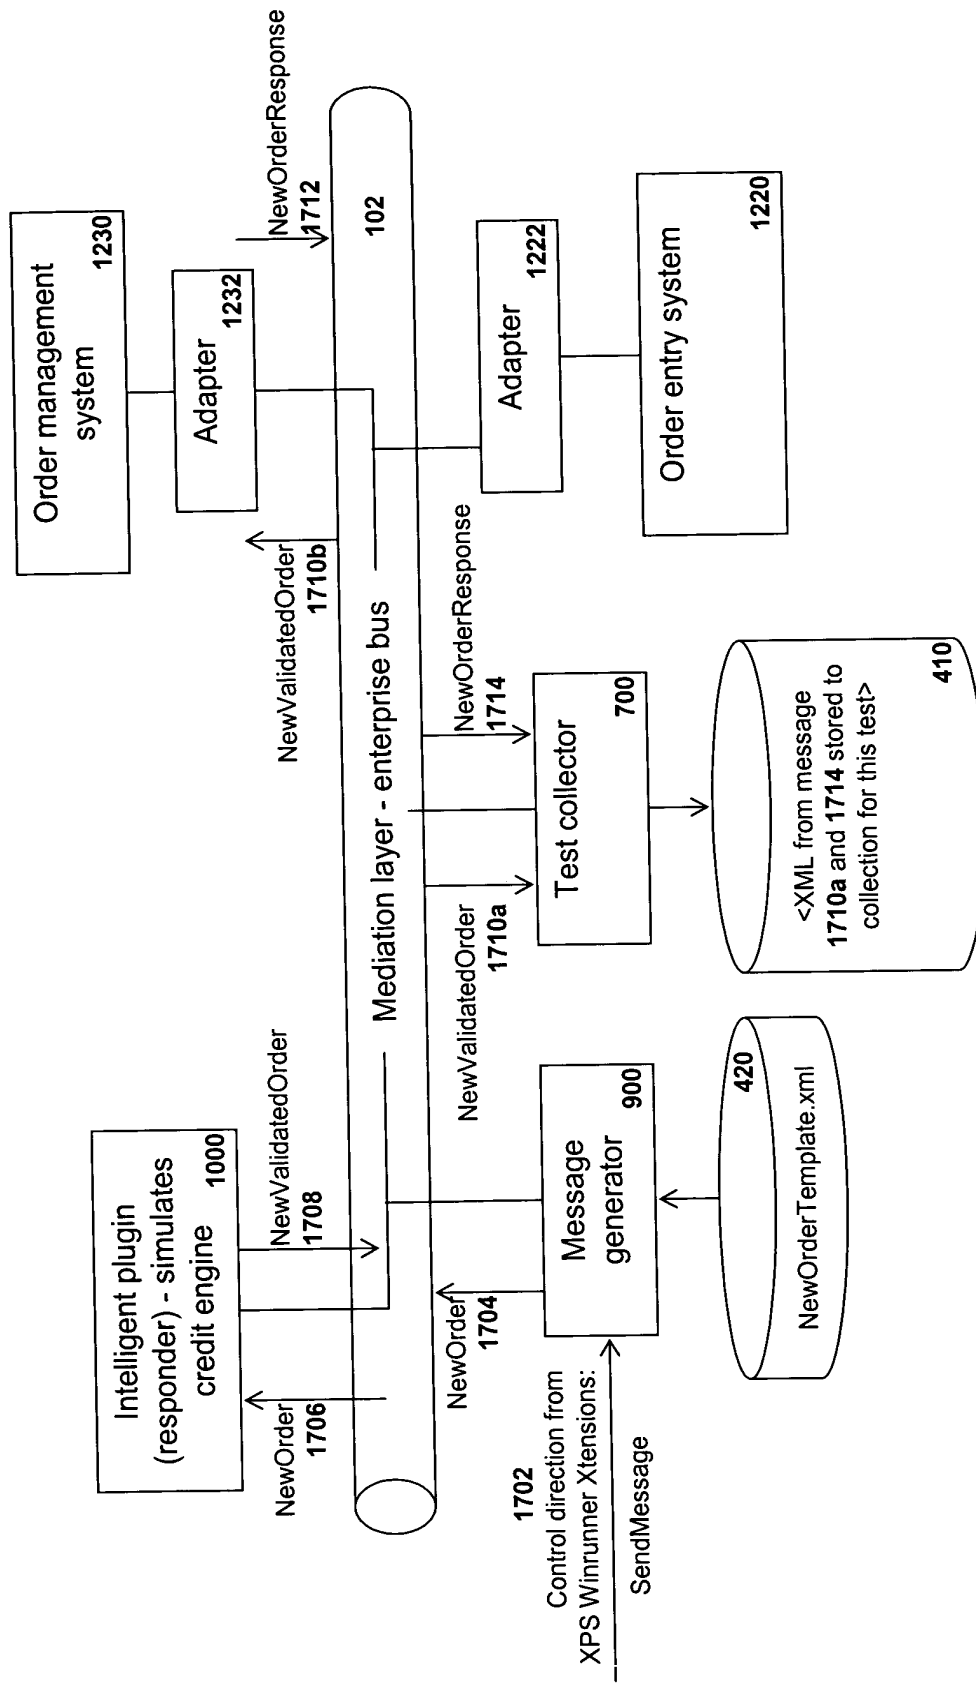 Intelligent plugin
(responder) - simulates
credit engine
1000
Order management
system
1230
NewOrder
1706
NewValidatedOrder
1708
NewValidatedOrder
1710b
Adapter
1232
NewOrderResponse
1712
Mediation layer - enterprise bus
102
1702
Control direction from
XPS Winrunner Xtensions:
SendMessage
NewOrder
1704
Message
generator
900
NewValidatedOrder
1710a
Test collector
700
NewOrderResponse
1714
Adapter
1222
Order entry system
1220
420
NewOrderTemplate.xml
<XML from message
1710a and 1714 stored to
collection for this test>
410